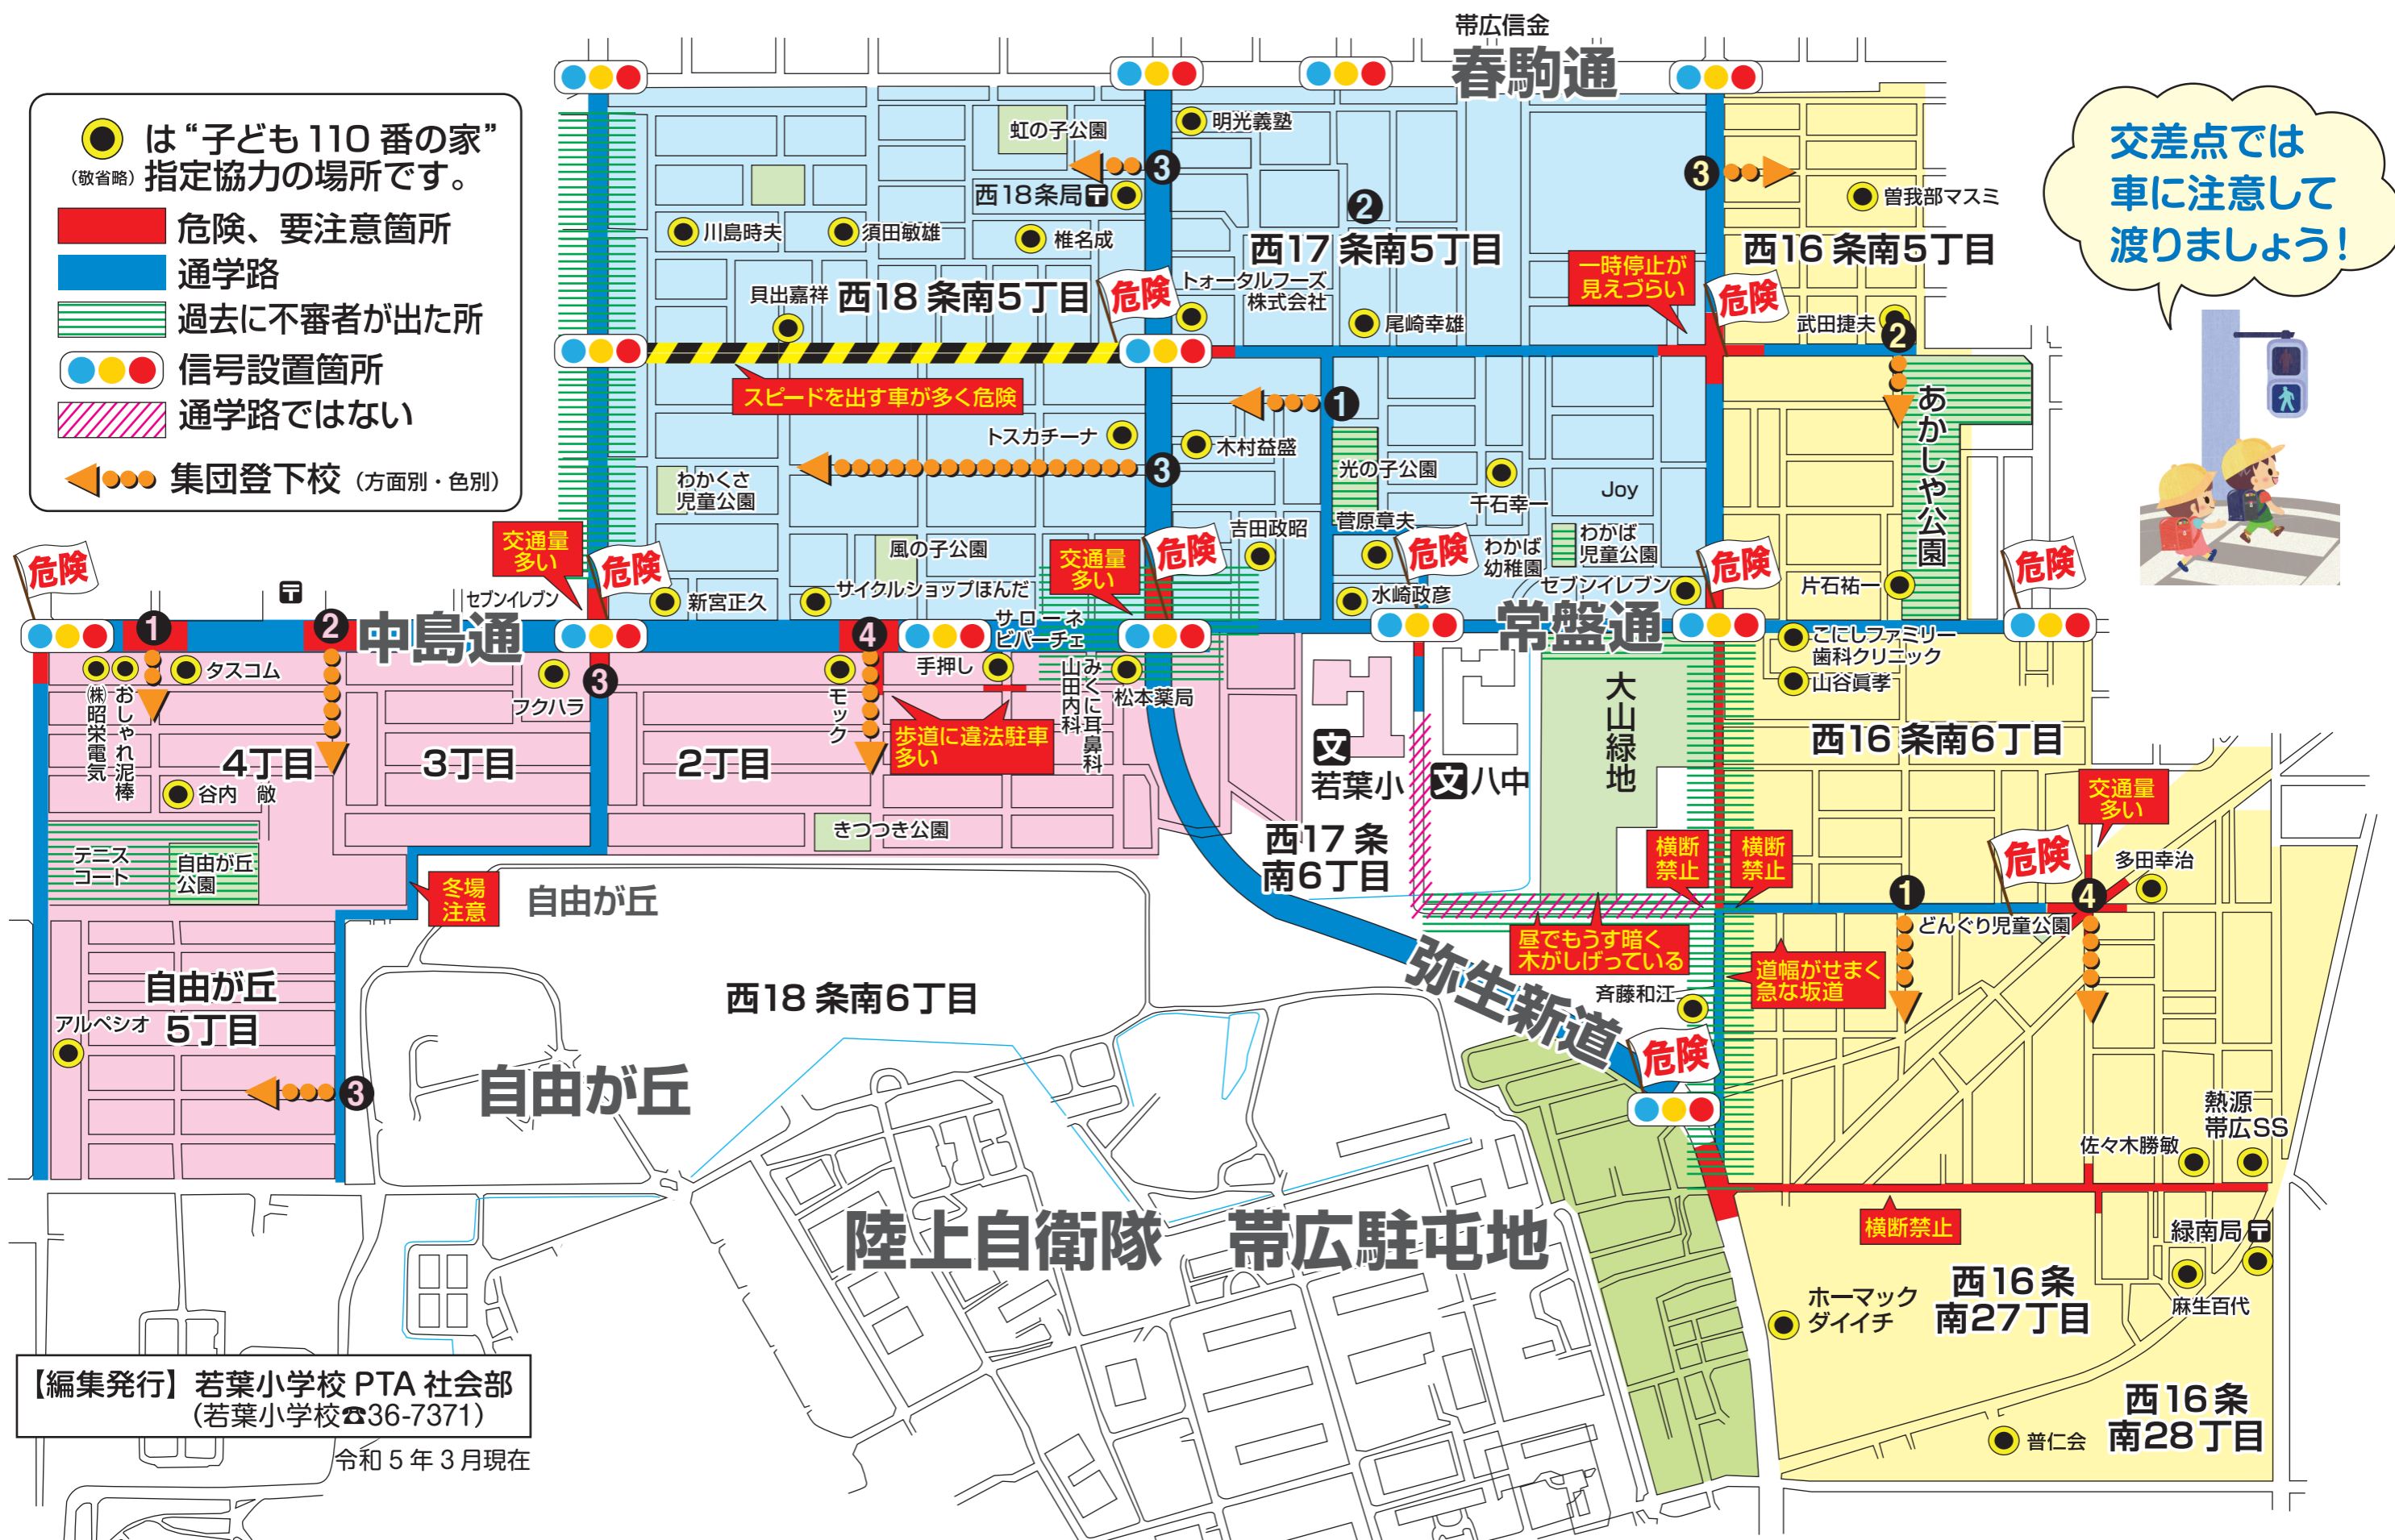 帯広信金
春駒通
は“子ども110番の家”
(敬省略)
指定協力の場所です。
危険、要注意箇所
通学路
過去に不審者が出た所
信号設置箇所
通学路ではない
集団登下校(方面別・色別)
交差点では
車に注意して
渡りましょう!
虹の子公園
明光義塾
3
3
西18条局〒
2
曽我部マスミ
川島時夫
須田敏雄
椎名成
西17条南5丁目
西16条南5丁目
貝出嘉祥
西18条南5丁目
危険
トォータルフーズ
株式会社
尾崎幸雄
一時停止が
見えづらい
危険
武田捷夫
2
スピードを出す車が多く危険
1
あかしや公園
トスカチーナ
木村益盛
3
光の子公園
千石幸一
Joy
わかくさ
児童公園
風の子公園
交通量
多い
危険
危険
交通量
多い
危険
吉田政昭
菅原章夫
危険
わかば
幼稚園
わかば
児童公園
危険
危険
〒
セブンイレブン
新宮正久
サイクルショップほんだ
水崎政彦
セブンイレブン
片石祐一
1
2
中島通
4
サローネ
ビバーチェ
常盤通
こにしファミリー
歯科クリニック
山谷眞孝
㈱昭栄電気
おしゃれ泥棒
タスコム
フクハラ
3
モック
手押し
山田内科
みくに耳鼻科
松本薬局
歩道に違法駐車
多い
4丁目
3丁目
2丁目
文
若葉小
文八中
大山緑地
西16条南6丁目
谷内 敞
きつつき公園
西17条
南6丁目
交通量
多い
危険
多田幸治
テニス
コート
自由が丘
公園
冬場
注意
自由が丘
横断
禁止
横断
禁止
1
4
どんぐり児童公園
昼でもうす暗く
木がしげっている
道幅がせまく
急な坂道
自由が丘
5丁目
アルペシオ
西18条南6丁目
弥生新道
斉藤和江
危険
3
自由が丘
熱源
帯広SS
佐々木勝敏
陸上自衛隊 帯広駐屯地
横断禁止
緑南局〒
麻生百代
ホーマック
ダイイチ
西16条
南27丁目
西16条
南28丁目
普仁会
【編集発行】若葉小学校PTA社会部
(若葉小学校☎36-7371)
令和5年3月現在